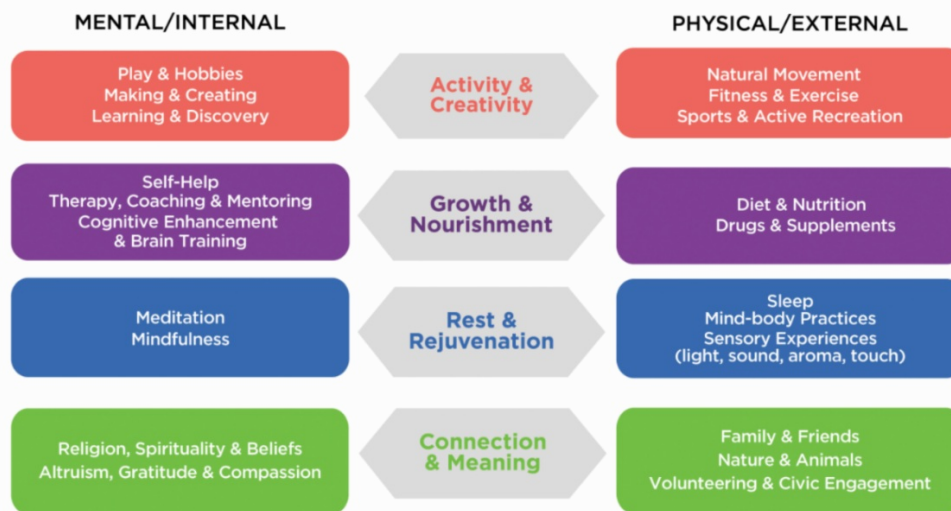 MENTAL/INTERNAL
PHYSICAL/EXTERNAL
Play & Hobbies
Making & Creating
Learning & Discovery
Activity &
Creativity
Natural Movement
Fitness & Exercise
Sports & Active Recreation
Self-Help
Therapy, Coaching & Mentoring
Cognitive Enhancement
& Brain Training
Growth &
Nourishment
Diet & Nutrition
Drugs & Supplements
Meditation
Mindfulness
Rest &
Rejuvenation
Sleep
Mind-body Practices
Sensory Experiences
(light, sound, aroma, touch)
Religion, Spirituality & Beliefs
Altruism, Gratitude & Compassion
Connection
& Meaning
Family & Friends
Nature & Animals
Volunteering & Civic Engagement